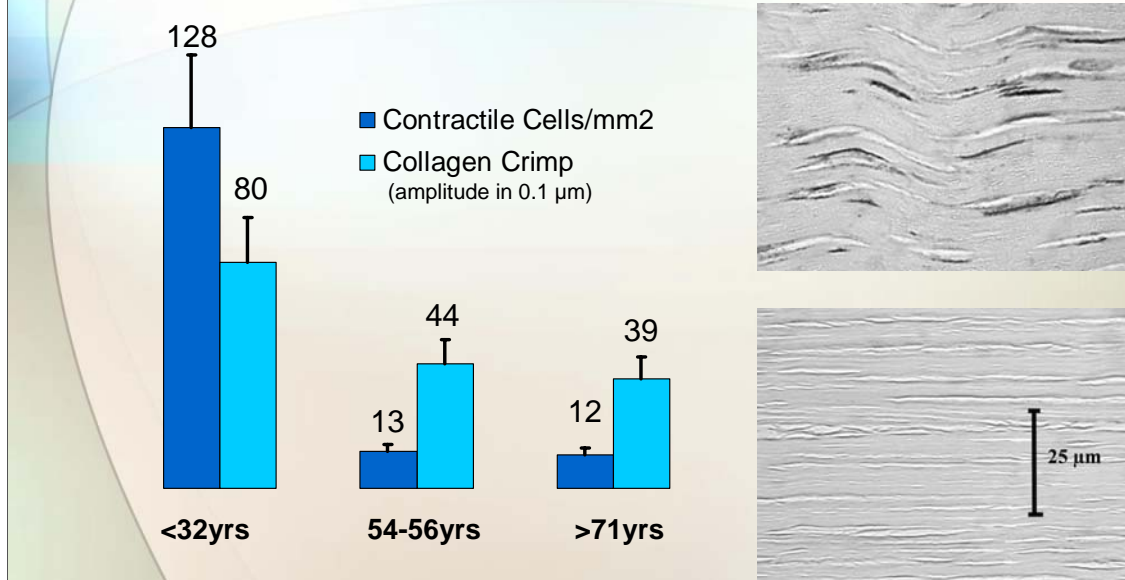 128
80
Contractile Cells/mm2
Collagen Crimp
(amplitude in 0.1 µm)
13
44
12
39
<32yrs
54-56yrs
>71yrs
25 µm